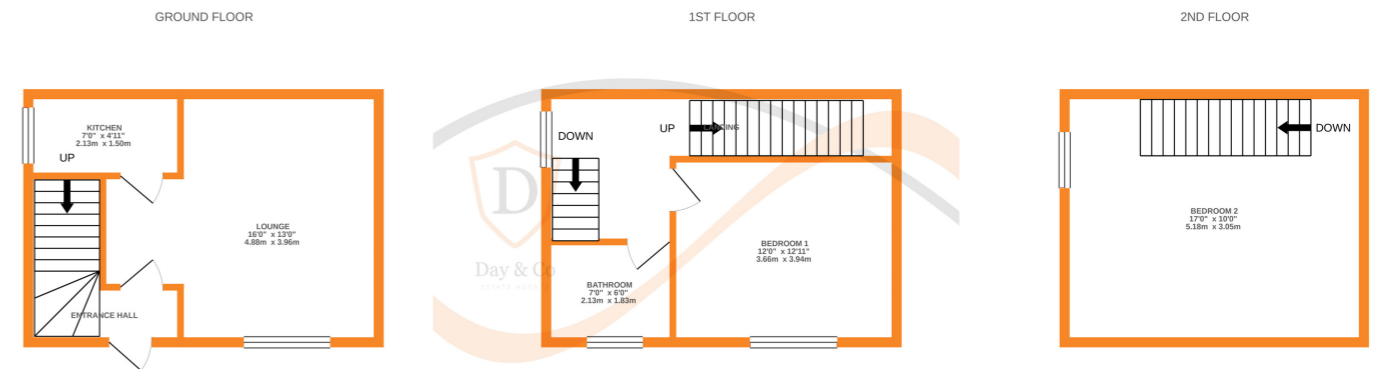 GROUND FLOOR
KITCHEN
7'0" x 4'11"
2.13m x 1.50m
UP
LOUNGE
16'0" x 13'0"
4.88m x 3.96m
ENTRANCE HALL
1ST FLOOR
DOWN
UP
LANDING
D
Day & Co
ESTATE AGENTS
BEDROOM 1
12'0" x 12'11"
3.66m x 3.94m
BATHROOM
7'0" x 6'0"
2.13m x 1.83m
2ND FLOOR
DOWN
BEDROOM 2
17'0" x 10'0"
5.18m x 3.05m